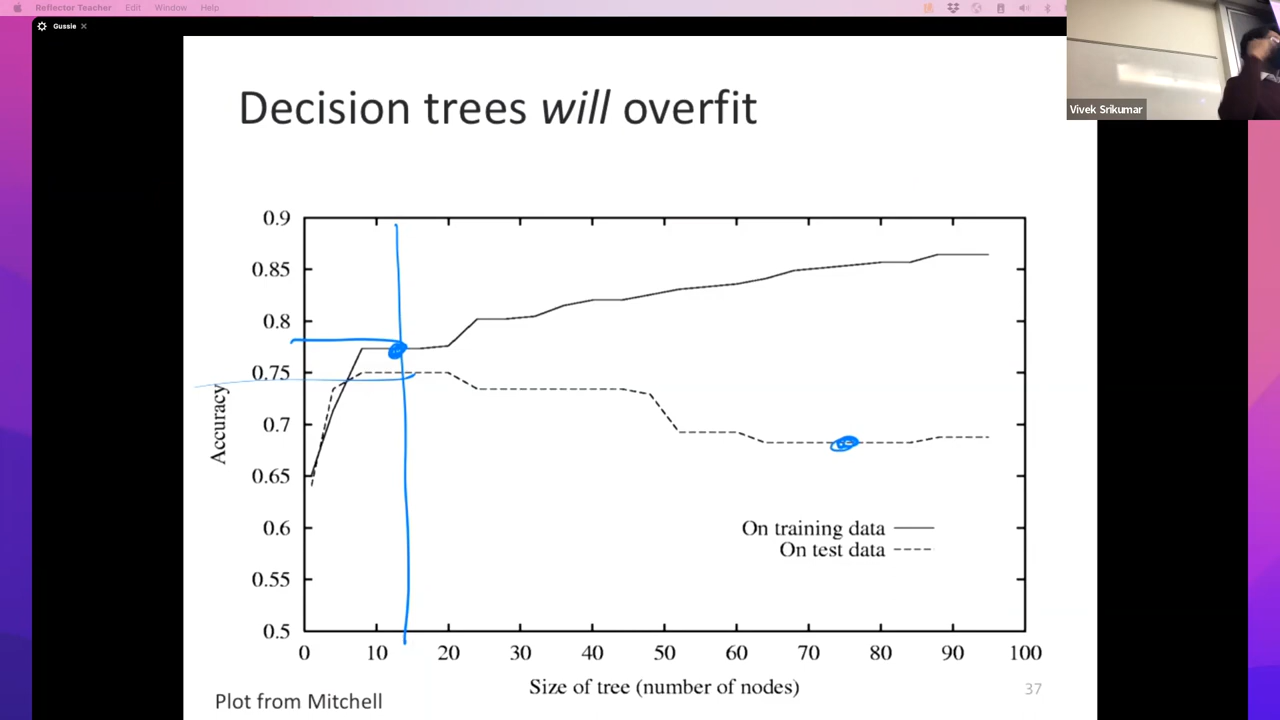 Reflector Teacher Edit Window Help
Gussie
Vivek Srikumar
Decision trees will overfit
0.9
0.85
0.8
0.75
0.7
0.65
0.6
0.55
0.5
Accuracy
On training data
On test data
0 10 20 30 40 50 60 70 80 90 100
Size of tree (number of nodes)
37
Plot from Mitchell